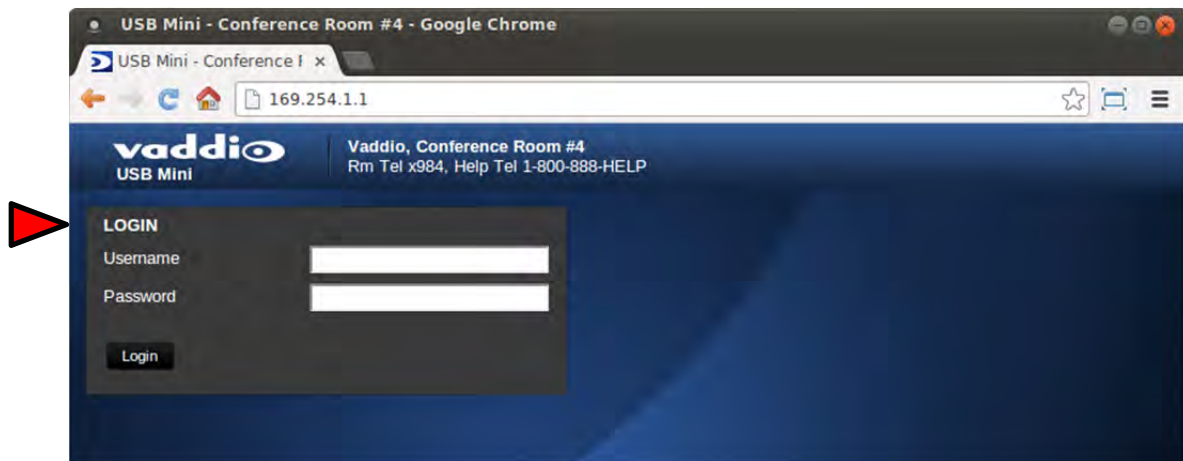 USB Mini - Conference Room #4 - Google Chrome
USB Mini - Conference
169.254.1.1
vaddio
USB Mini
Vaddio, Conference Room #4
Rm Tel x984, Help Tel 1-800-888-HELP
LOGIN
Username
Password
Login